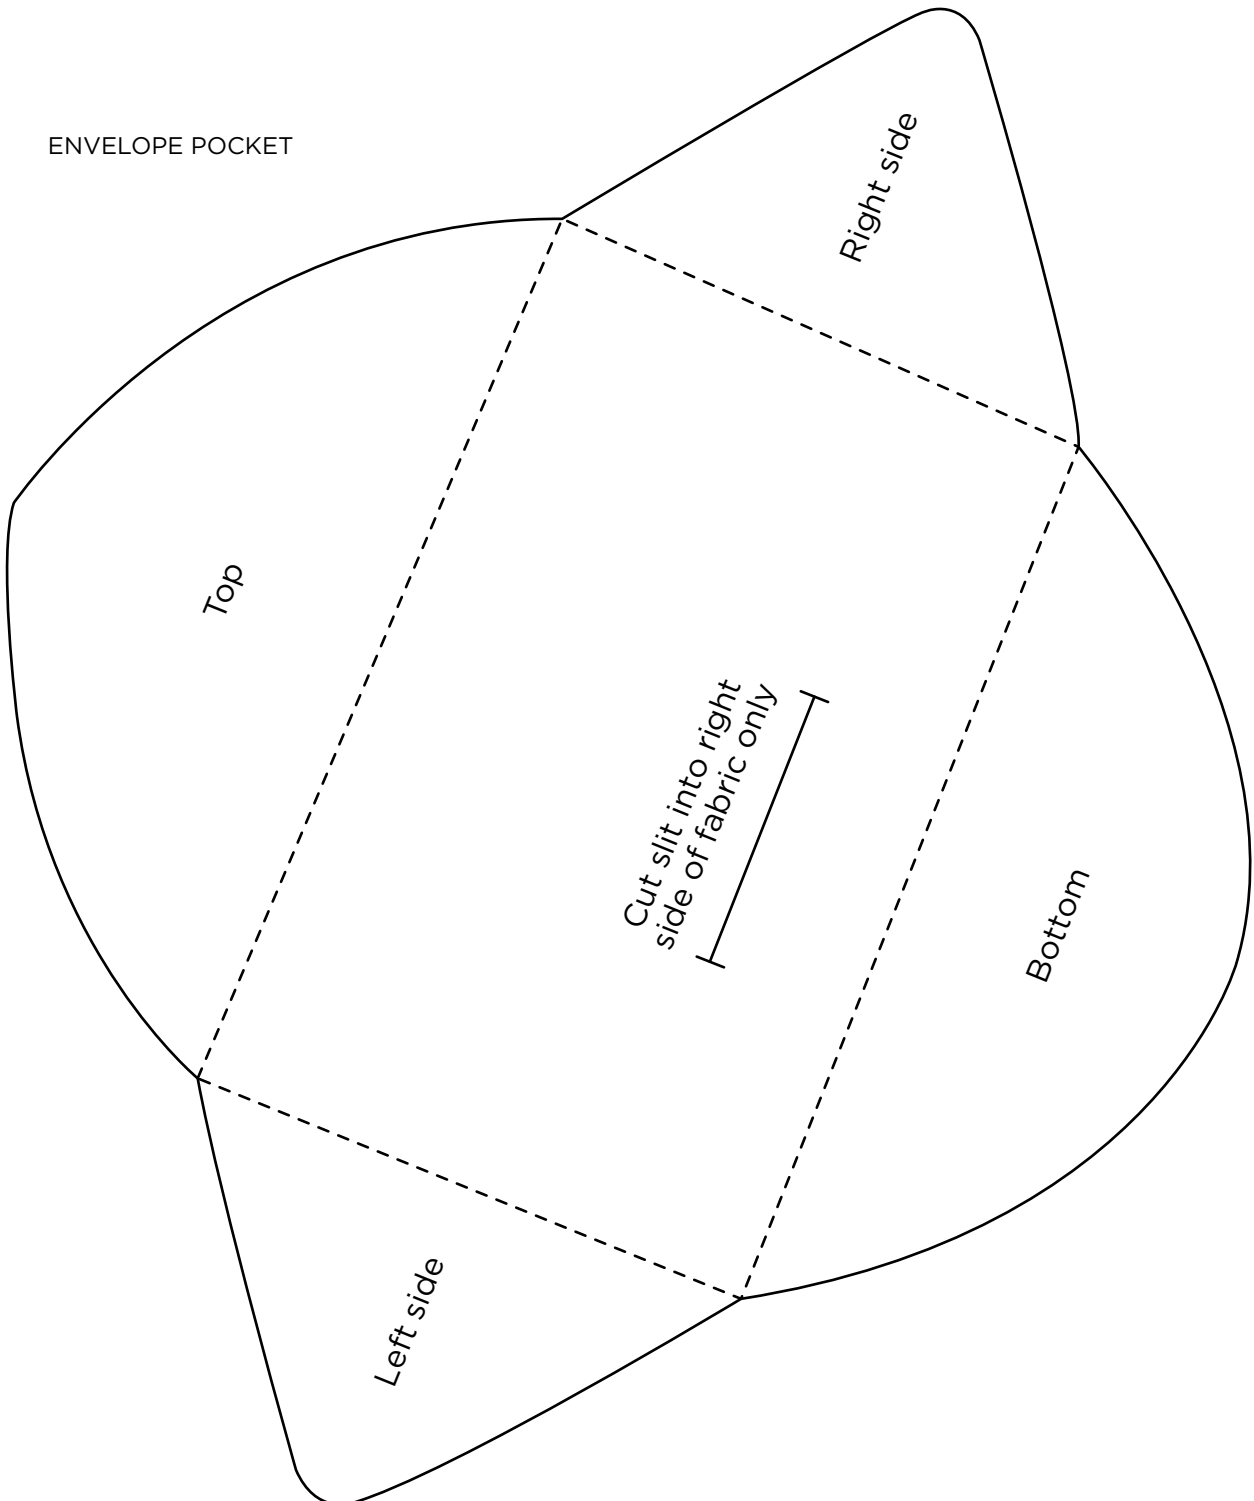 ENVELOPE POCKET
Right side
Top
Cut slit into right
side of fabric only
Bottom
Left side